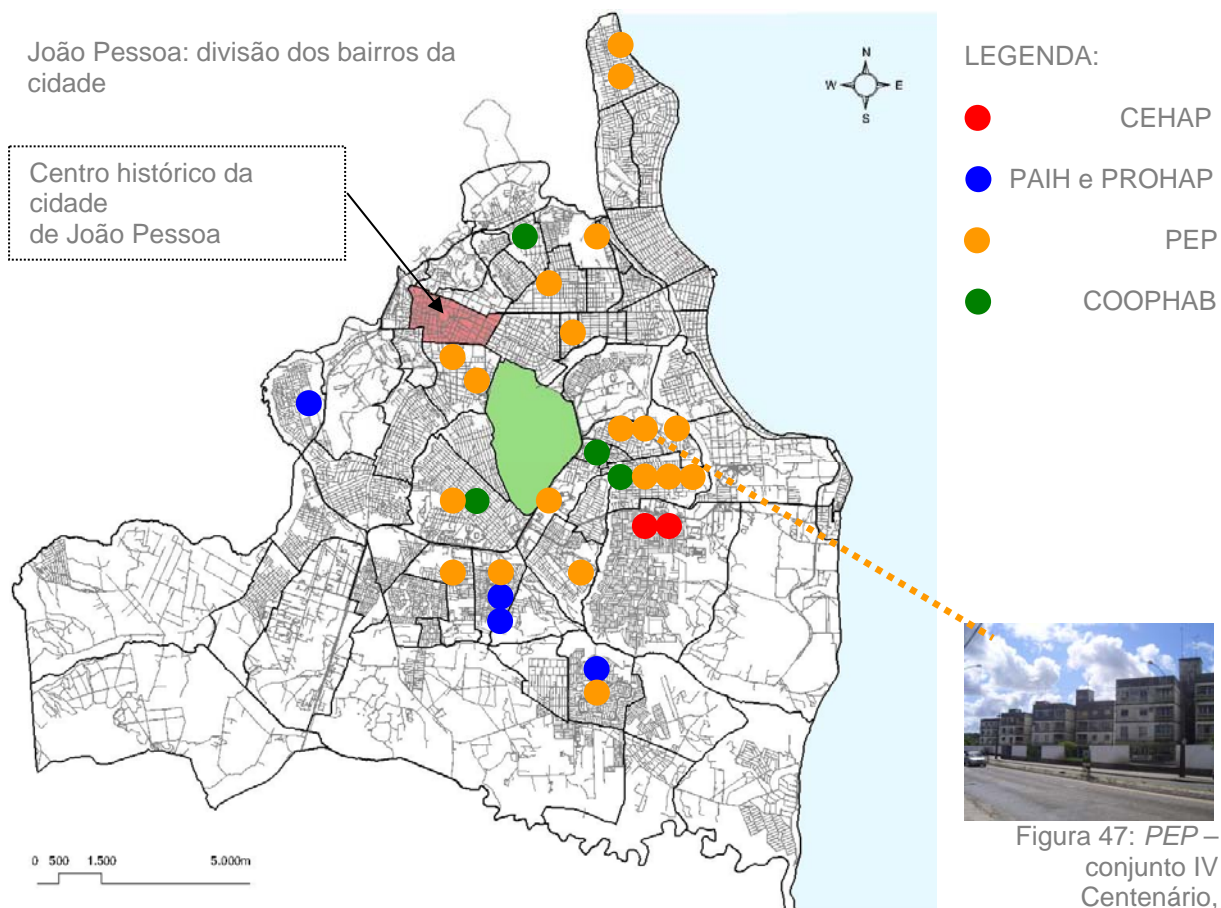 João Pessoa: divisão dos bairros da
cidade
Centro histórico da
cidade
de João Pessoa
N
W
E
S
LEGENDA:
CEHAP
PAIH e PROHAP
PEP
COOPHAB
0 500 1.500 5.000m
Figura 47: PEP –
conjunto IV
Centenário,